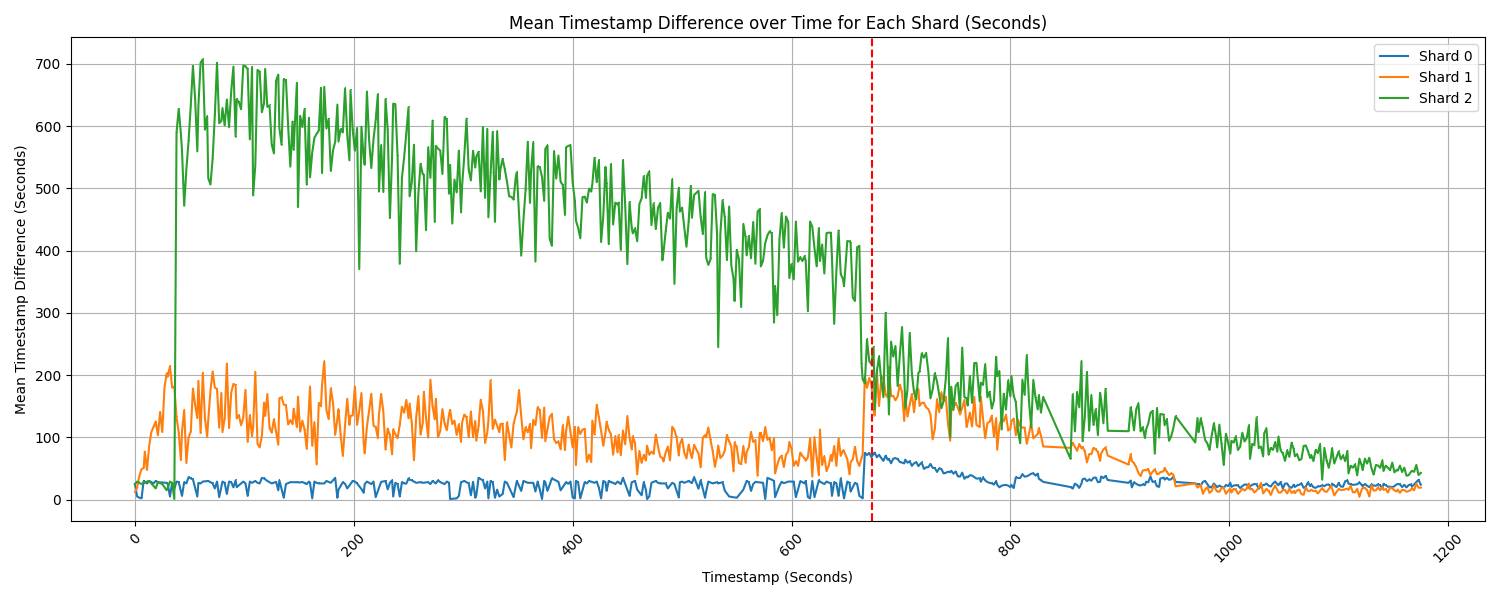 Mean Timestamp Difference over Time for Each Shard (Seconds)
Shard 0
Shard 1
Shard 2
Mean Timestamp Difference (Seconds)
700
600
500
400
300
200
100
0
0
200
400
600
800
1000
1200
Timestamp (Seconds)